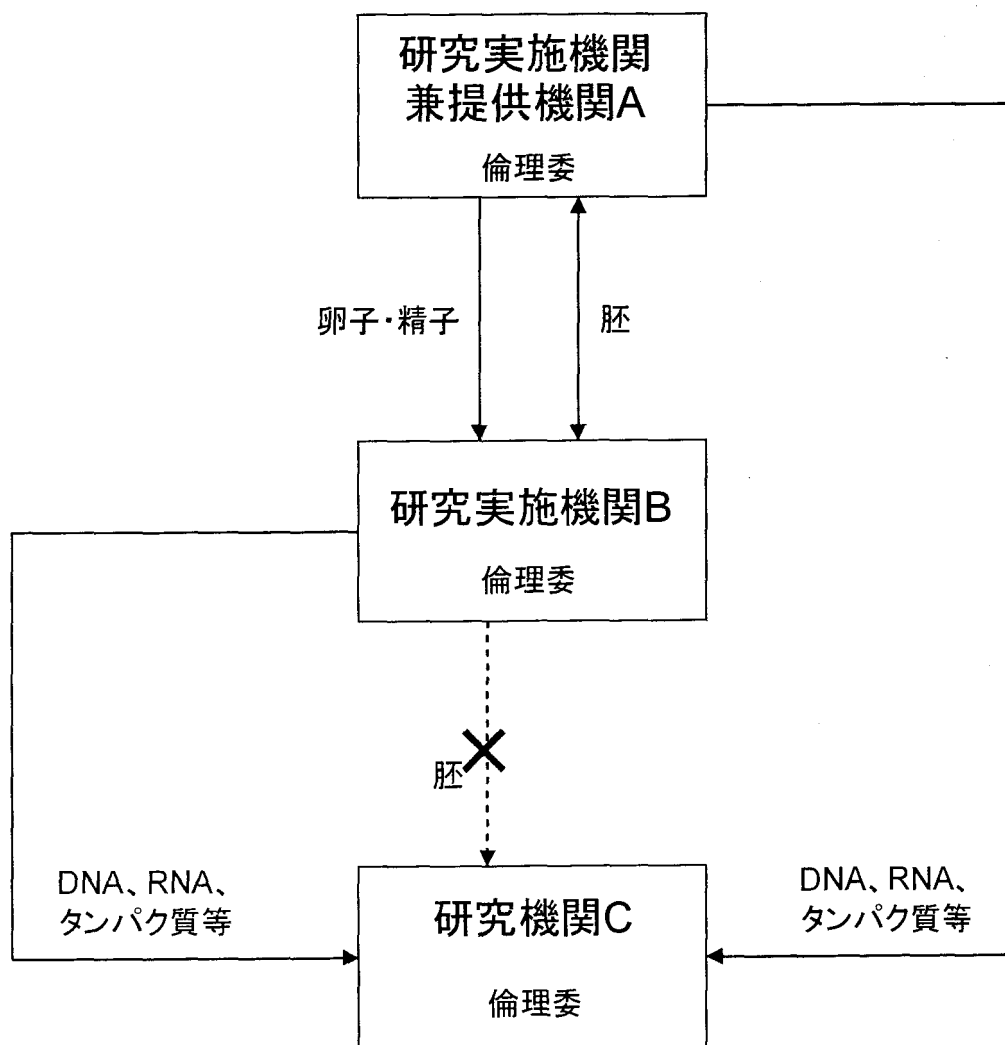 研究実施機関
兼提供機関A
倫理委
卵子・精子
胚
研究実施機関B
倫理委
胚
DNA、RNA、
タンパク質等
研究機関C
倫理委
DNA、RNA、
タンパク質等